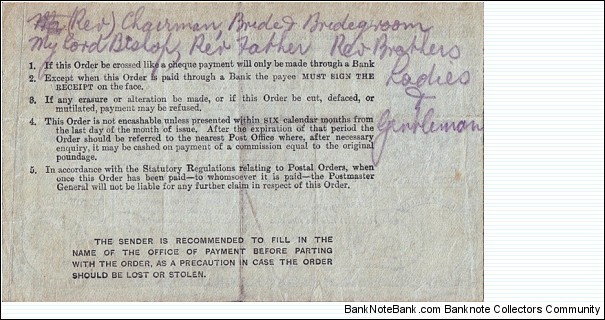 (Rev) Chairman, Bride & Bridegroom
My Lord Bishop, Rev Father Rev Brothers
Ladies
&
Gentleman
1. If this Order be crossed like a cheque payment will only be made through a Bank
2. Except when this Order is paid through a Bank the payee MUST SIGN THE
RECEIPT on the face.
3. If any erasure or alteration be made, or if this Order be cut, defaced, or
mutilated, payment may be refused.
4. This Order is not encashable unless presented within SIX calendar months from
the last day of the month of issue. After the expiration of that period the
Order should be referred to the nearest Post Office where, after necessary
enquiry, it may be cashed on payment of a commission equal to the original
poundage.
5. In accordance with the Statutory Regulations relating to Postal Orders, when
once this Order has been paid—to whomsoever it is paid—the Postmaster
General will not be liable for any further claim in respect of this Order.
THE SENDER IS RECOMMENDED TO FILL IN THE
NAME OF THE OFFICE OF PAYMENT BEFORE PARTING
WITH THE ORDER, AS A PRECAUTION IN CASE THE ORDER
SHOULD BE LOST OR STOLEN.
BankNoteBank.com - Banknote Collectors Community